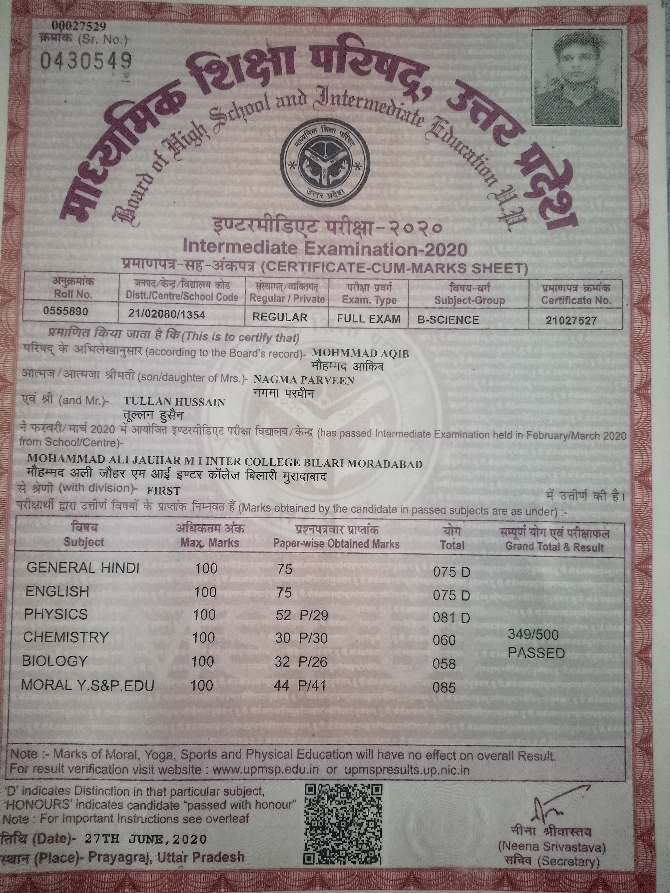 00027529
क्रमांक (Sr. No.)
0430549
माध्यमिक शिक्षा परिषद्, उत्तर प्रदेश
Board of High School and Intermediate Education U.P.
माध्यमिक शिक्षा परिषद
उत्तर प्रदेश
इण्टरमीडिएट परीक्षा-२०२०
Intermediate Examination-2020
प्रमाणपत्र-सह-अंकपत्र (CERTIFICATE-CUM-MARKS SHEET)
अनुक्रमांक जनपद/केन्द्र/विद्यालय कोड संस्थागत/व्यक्तिगत परीक्षा प्रवर्ग विषय-वर्ग प्रमाणपत्र क्रमांक
Roll No. Distt./Centre/School Code Regular / Private Exam. Type Subject-Group Certificate No.
0555890 21/02080/1354 REGULAR FULL EXAM B-SCIENCE 21027527
प्रमाणित किया जाता है कि (This is to certify that)
परिषद् के अभिलेखानुसार (according to the Board's record)- MOHMMAD AQIB
मौहम्मद आकिब
आत्मज/आत्मजा श्रीमती (son/daughter of Mrs.)- NAGMA PARVEEN
नगमा परवीन
एवं श्री (and Mr.)- TULLAN HUSSAIN
तूल्लन हुसैन
ने फरवरी/मार्च 2020 में आयोजित इण्टरमीडिएट परीक्षा विद्यालय/केन्द्र (has passed Intermediate Examination held in February/March 2020
from School/Centre)-
MOHAMMAD ALI JAUHAR M I INTER COLLEGE BILARI MORADABAD
मौहम्मद अली जौहर एम आई इण्टर कॉलेज बिलारी मुरादाबाद
से श्रेणी (with division)- FIRST में उत्तीर्ण की है।
परीक्षार्थी द्वारा उत्तीर्ण विषयों के प्राप्तांक निम्नवत हैं (Marks obtained by the candidate in passed subjects are as under) :-
विषय अधिकतम अंक प्रश्नपत्रवार प्राप्तांक योग सम्पूर्ण योग एवं परीक्षाफल
Subject Max. Marks Paper-wise Obtained Marks Total Grand Total & Result
GENERAL HINDI 100 75 075 D
ENGLISH 100 75 075 D
PHYSICS 100 52 P/29 081 D
CHEMISTRY 100 30 P/30 060 349/500
PASSED
BIOLOGY 100 32 P/26 058
MORAL Y.S&P.EDU 100 44 P/41 085
Note :- Marks of Moral, Yoga, Sports and Physical Education will have no effect on overall Result.
For result verification visit website : www.upmsp.edu.in or upmspresults.up.nic.in
'D' indicates Distinction in that particular subject,
'HONOURS' indicates candidate "passed with honour"
Note : For Important Instructions see overleaf
तिथि (Date)- 27TH JUNE, 2020
स्थान (Place)- Prayagraj, Uttar Pradesh
नीना श्रीवास्तव
(Neena Srivastava)
सचिव (Secretary)